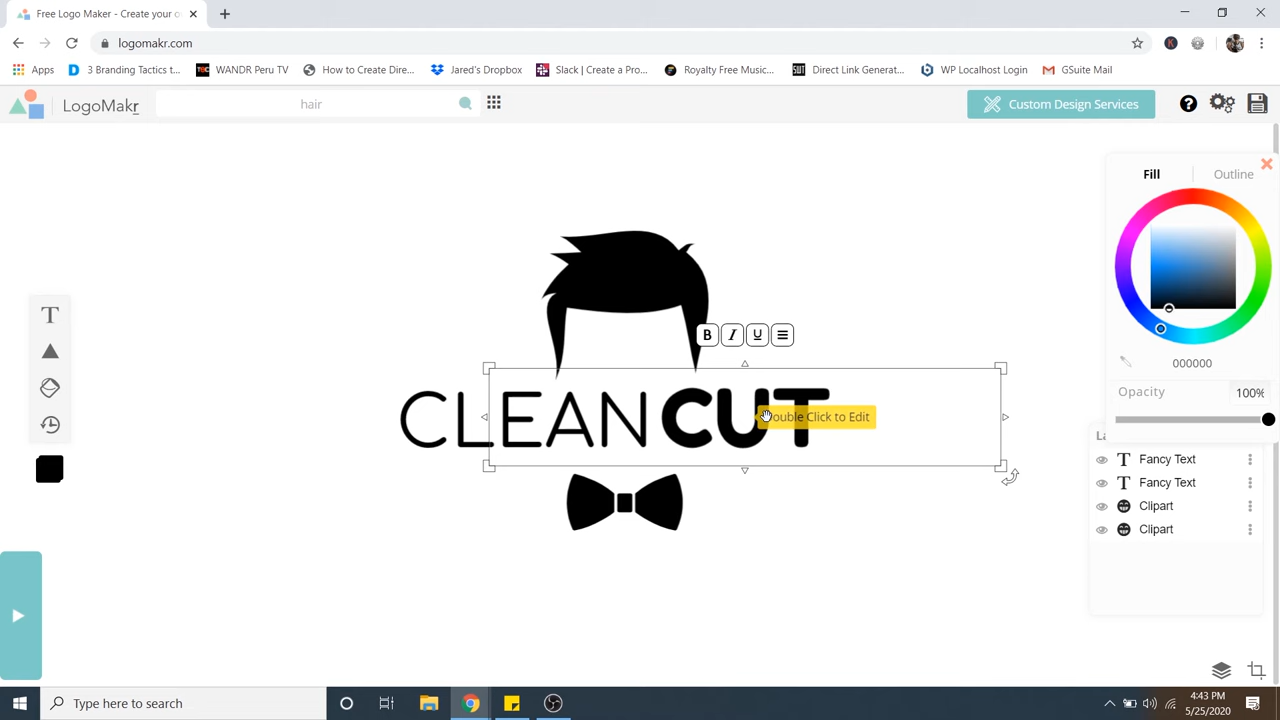 Free Logo Maker - Create your o
logomakr.com
Apps
3 Branding Tactics t...
WANDR Peru TV
How to Create Dire...
Jared's Dropbox
Slack | Create a Pro...
Royalty Free Music...
Direct Link Generat...
WP Localhost Login
GSuite Mail
LogoMakr
hair
Custom Design Services
?
Fill
Outline
T
B I U
CLEANCUT
Double Click to Edit
000000
Opacity
100%
La
T Fancy Text
T Fancy Text
Clipart
Clipart
Type here to search
4:43 PM
5/25/2020